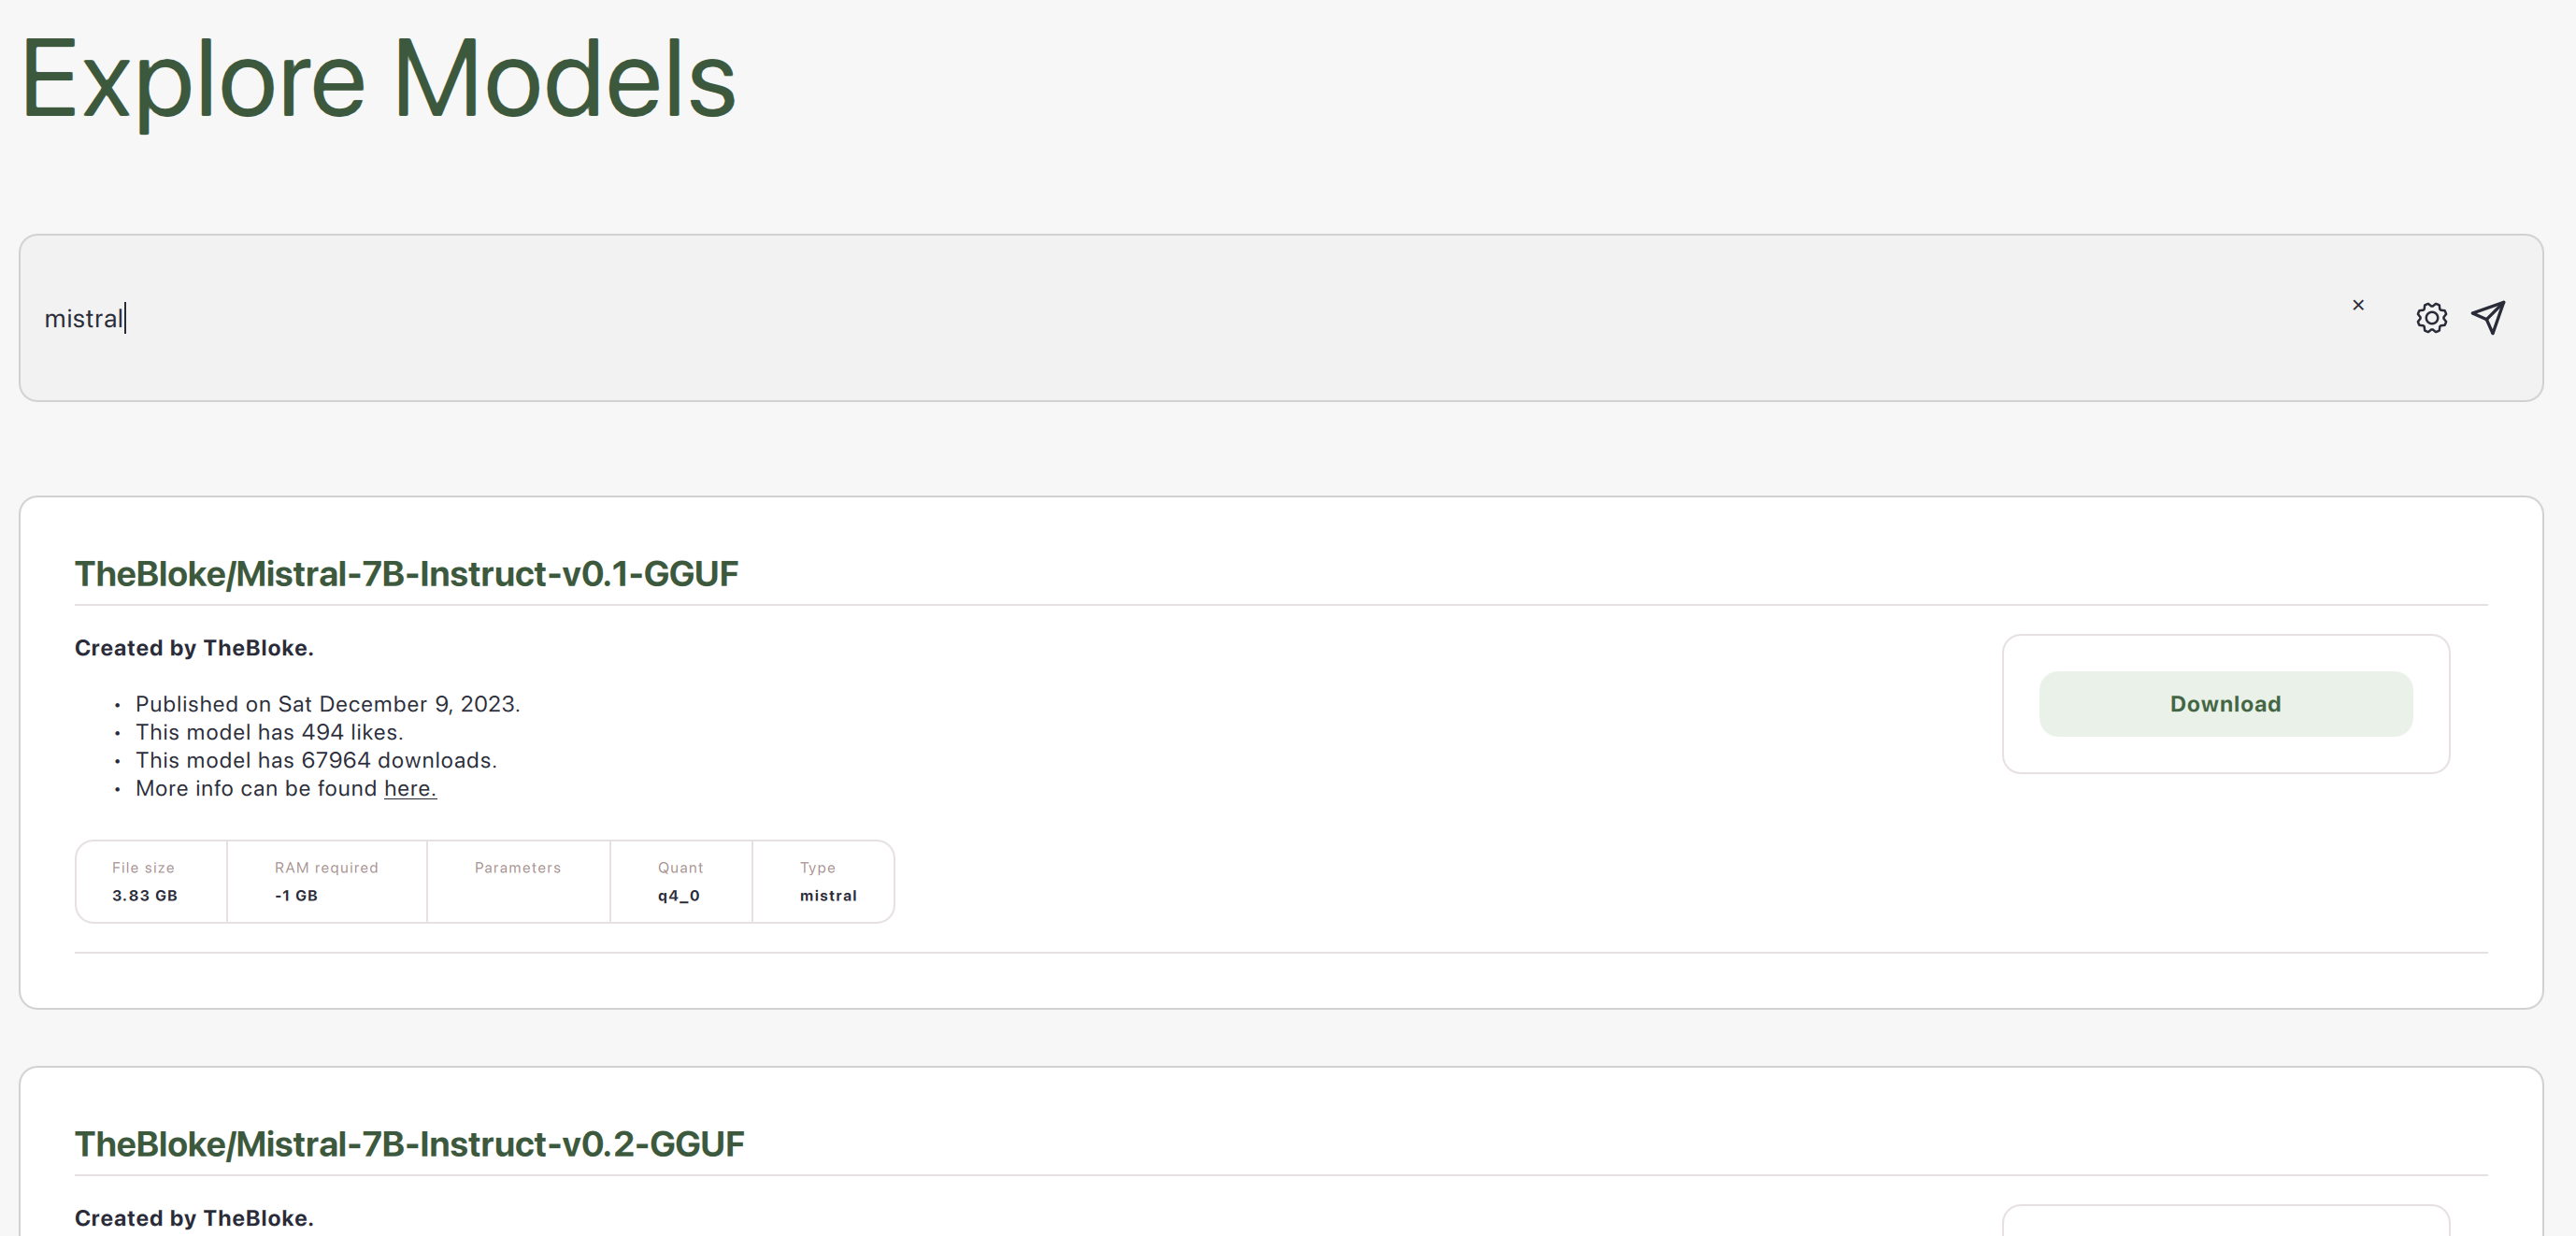 Explore Models
mistral
TheBloke/Mistral-7B-Instruct-v0.1-GGUF
Created by TheBloke.
• Published on Sat December 9, 2023.
• This model has 494 likes.
• This model has 67964 downloads.
• More info can be found here.
Download
File size RAM required Parameters Quant Type
3.83 GB -1 GB q4_0 mistral
TheBloke/Mistral-7B-Instruct-v0.2-GGUF
Created by TheBloke.